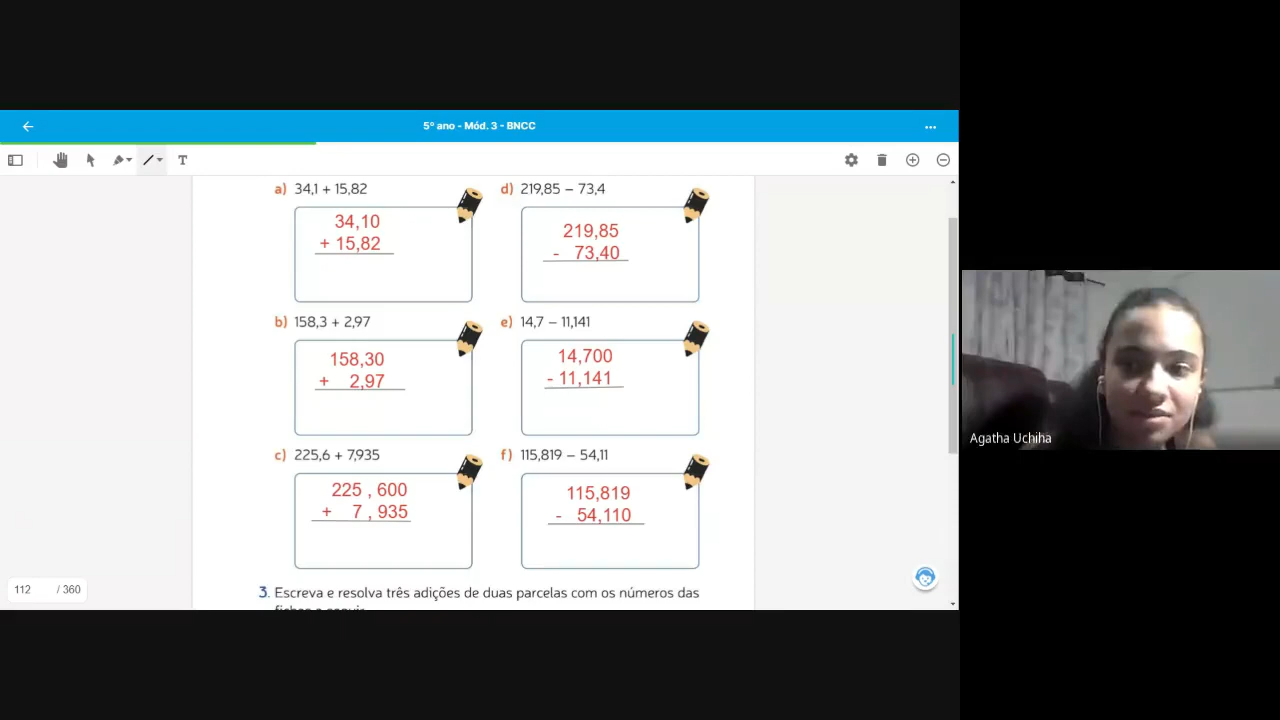 5º ano - Mód. 3 - BNCC
T
a) 34,1 + 15,82
34,10
+ 15,82
b) 158,3 + 2,97
158,30
+ 2,97
c) 225,6 + 7,935
225 , 600
+ 7 , 935
d) 219,85 – 73,4
219,85
- 73,40
e) 14,7 – 11,141
14,700
- 11,141
f) 115,819 – 54,11
115,819
- 54,110
3. Escreva e resolva três adições de duas parcelas com os números das
112 / 360
Agatha Uchiha